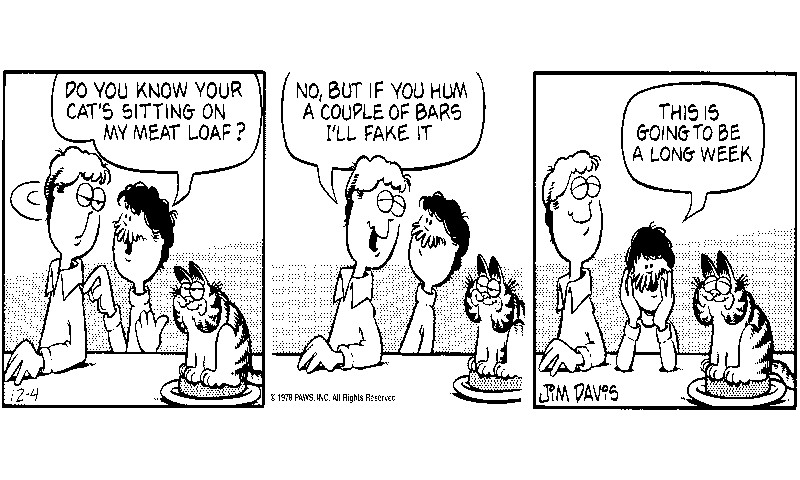 DO YOU KNOW YOUR
CAT'S SITTING ON
MY MEAT LOAF?
NO, BUT IF YOU HUM
A COUPLE OF BARS
I'LL FAKE IT
THIS IS
GOING TO BE
A LONG WEEK
12-4
© 1978 PAWS, INC. All Rights Reserved
JIM DAVIS